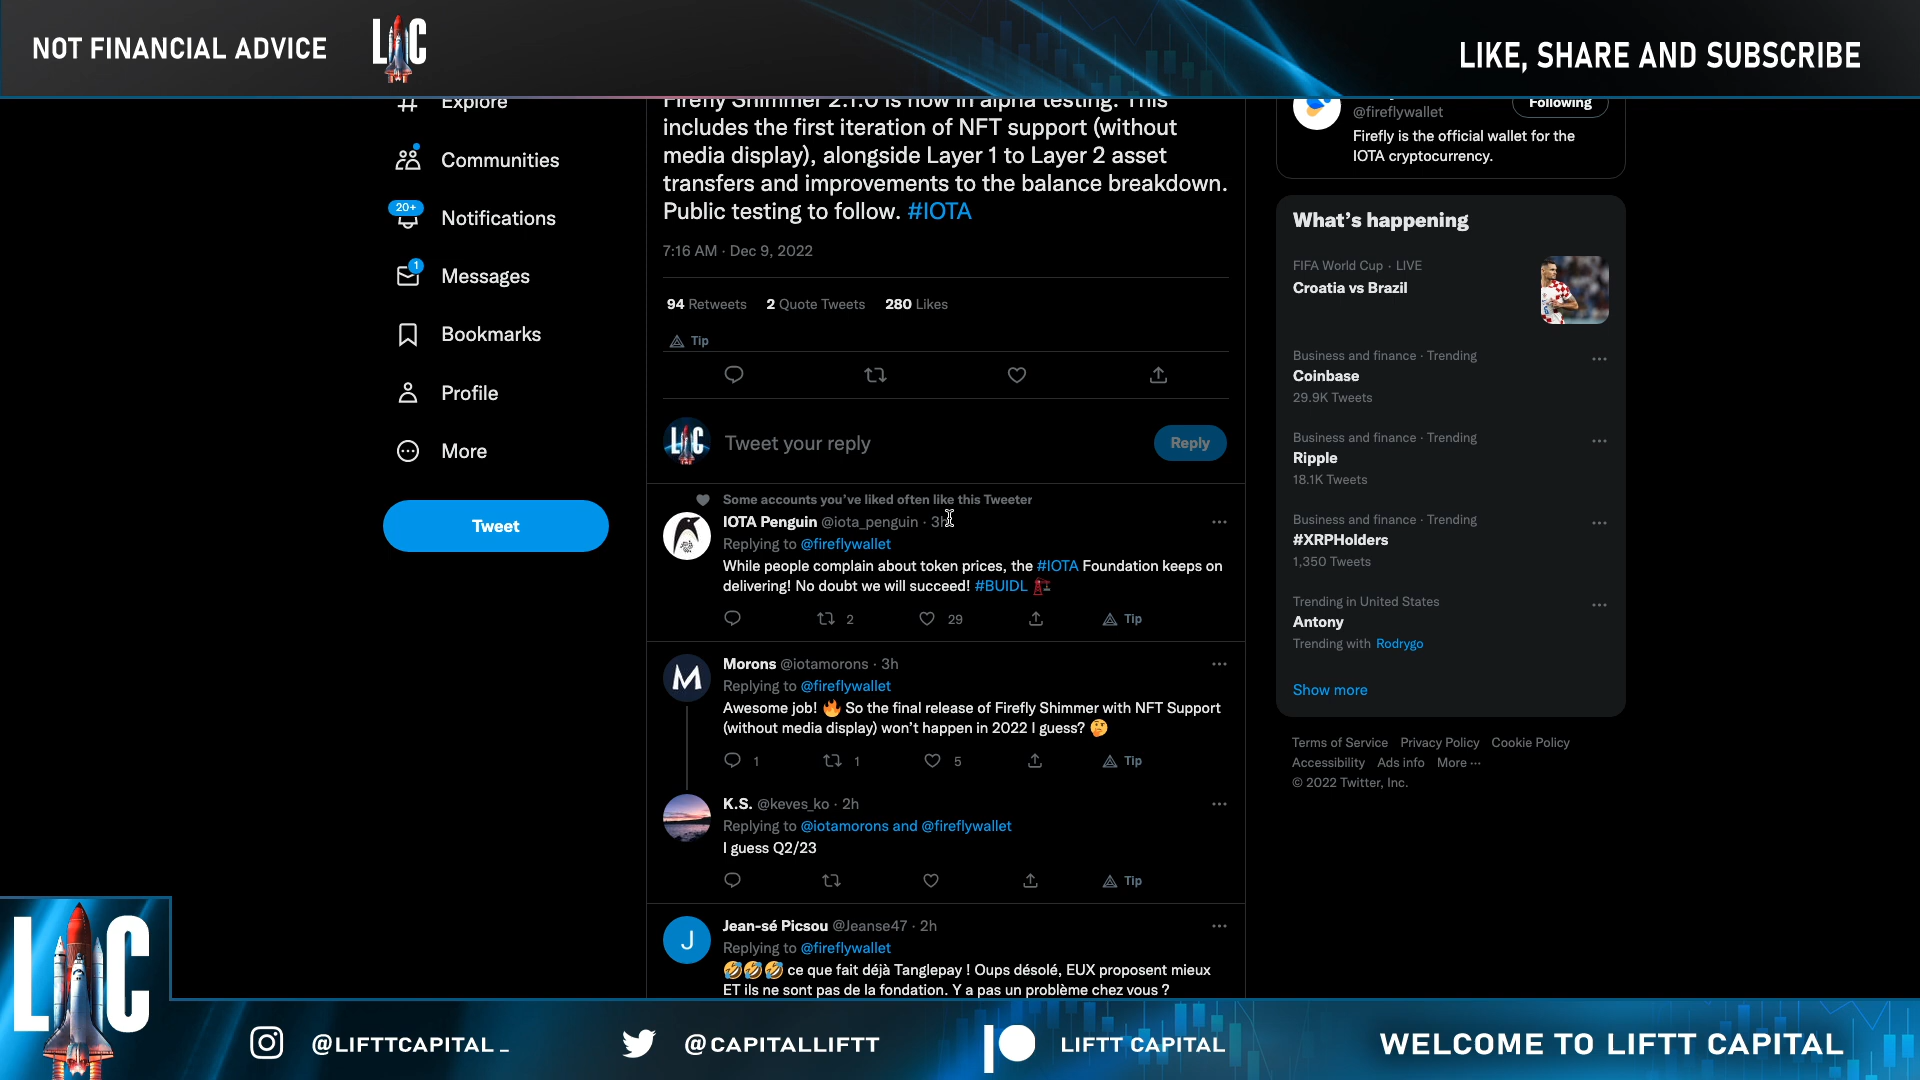 NOT FINANCIAL ADVICE
LIC
LIKE, SHARE AND SUBSCRIBE
Explore
Communities
20+
Notifications
1
Messages
Bookmarks
Profile
More
Tweet
Firefly Shimmer 2.1.0 is now in alpha testing. This
includes the first iteration of NFT support (without
media display), alongside Layer 1 to Layer 2 asset
transfers and improvements to the balance breakdown.
Public testing to follow. #IOTA
7:16 AM · Dec 9, 2022
94 Retweets 2 Quote Tweets 280 Likes
Tip
LIC
Tweet your reply
Reply
Some accounts you've liked often like this Tweeter
IOTA Penguin @iota_penguin · 3h
Replying to @fireflywallet
While people complain about token prices, the #IOTA Foundation keeps on
delivering! No doubt we will succeed! #BUIDL
2 29 Tip
M
Morons @iotamorons · 3h
Replying to @fireflywallet
Awesome job! 🔥 So the final release of Firefly Shimmer with NFT Support
(without media display) won't happen in 2022 I guess? 🤔
1 1 5 Tip
K.S. @keves_ko · 2h
Replying to @iotamorons and @fireflywallet
I guess Q2/23
Tip
J
Jean-sé Picsou @Jeanse47 · 2h
Replying to @fireflywallet
🤣🤣🤣 ce que fait déjà Tanglepay ! Oups désolé, EUX proposent mieux
ET ils ne sont pas de la fondation. Y a pas un problème chez vous ?
Following
@fireflywallet
Firefly is the official wallet for the
IOTA cryptocurrency.
What's happening
FIFA World Cup · LIVE
Croatia vs Brazil
Business and finance · Trending
Coinbase
29.9K Tweets
Business and finance · Trending
Ripple
18.1K Tweets
Business and finance · Trending
#XRPHolders
1,350 Tweets
Trending in United States
Antony
Trending with Rodrygo
Show more
Terms of Service Privacy Policy Cookie Policy
Accessibility Ads info More ···
© 2022 Twitter, Inc.
LIC
@LIFTTCAPITAL_
@CAPITALLIFTT
LIFTT CAPITAL
WELCOME TO LIFTT CAPITAL